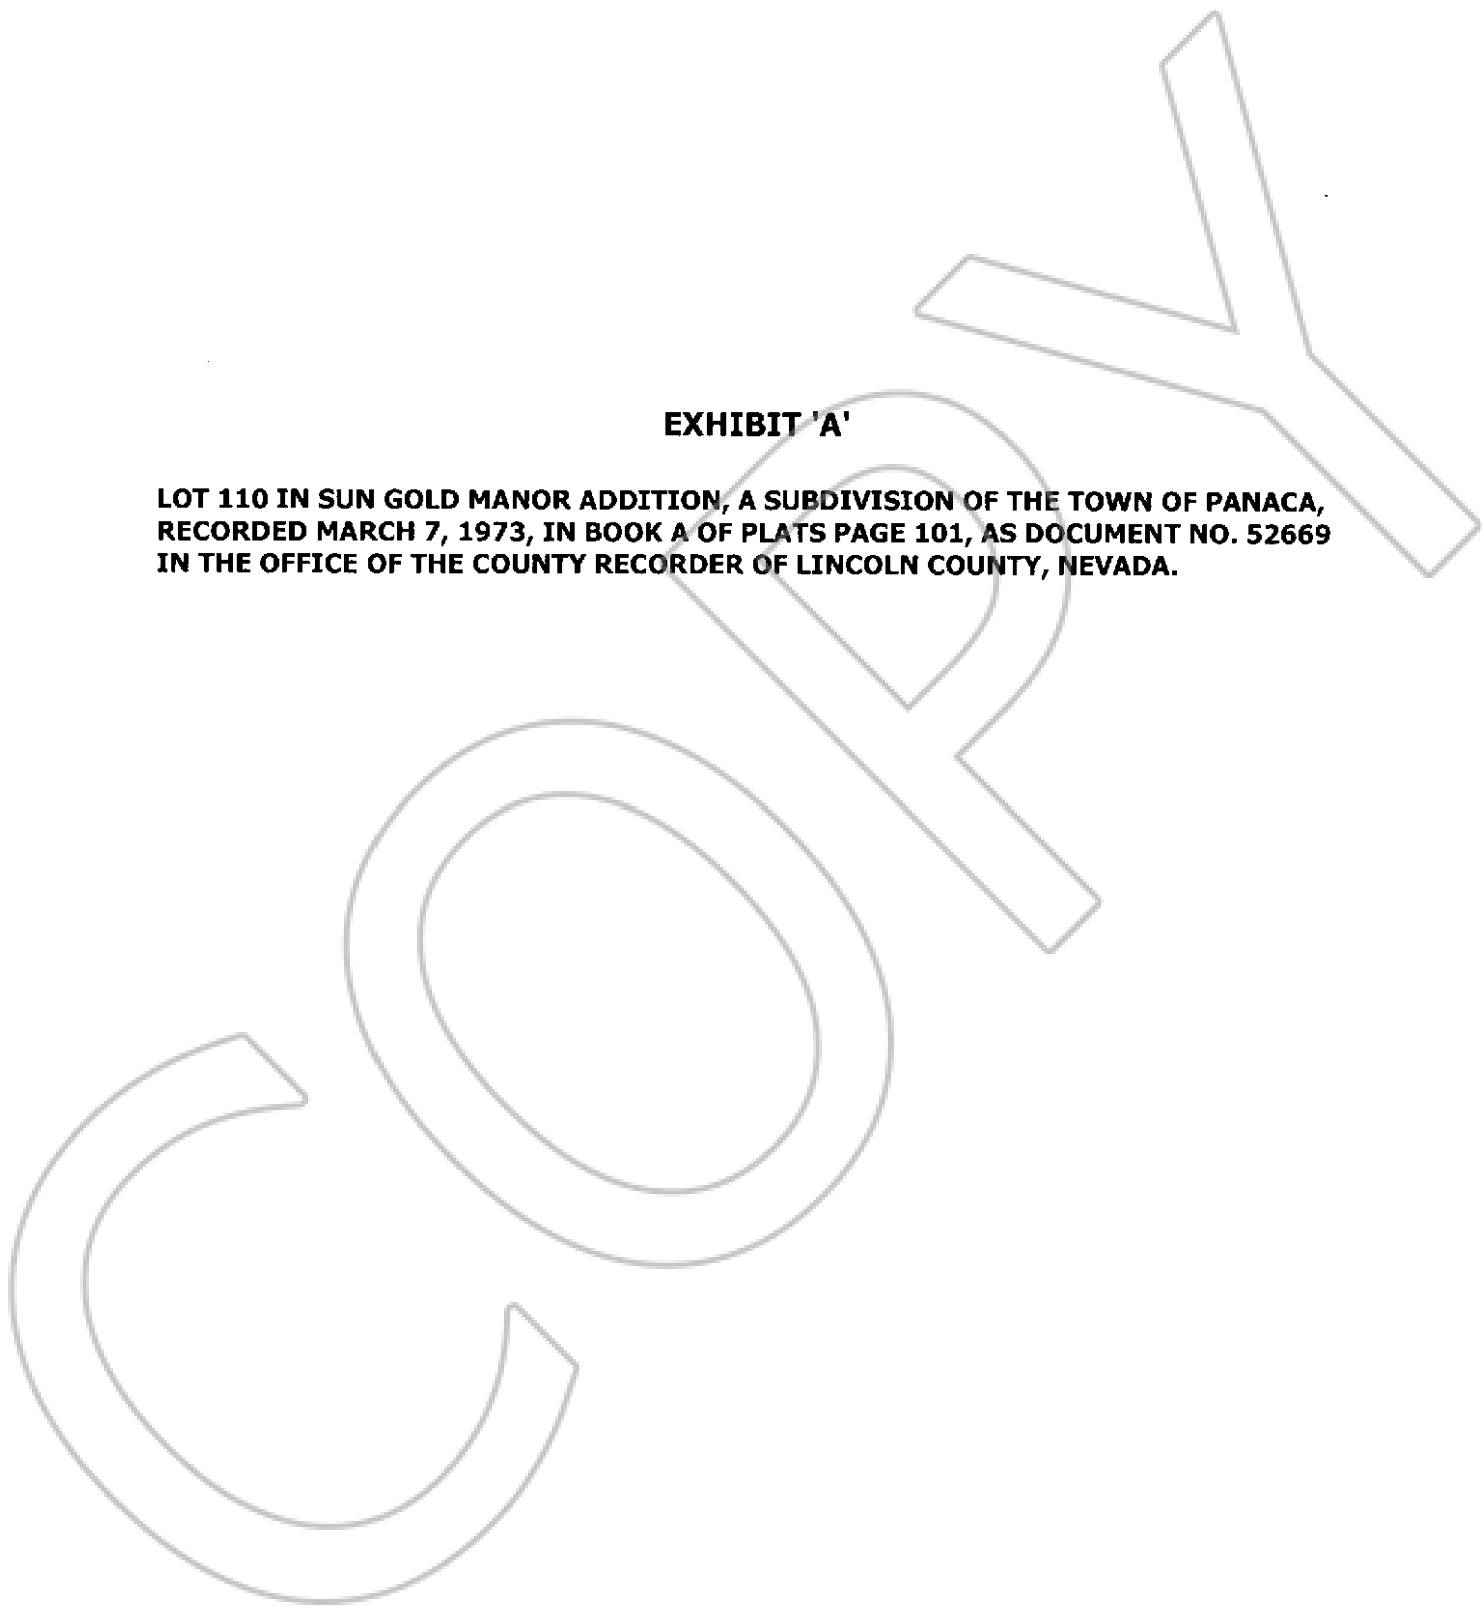 EXHIBIT 'A'
LOT 110 IN SUN GOLD MANOR ADDITION, A SUBDIVISION OF THE TOWN OF PANACA,
RECORDED MARCH 7, 1973, IN BOOK A OF PLATS PAGE 101, AS DOCUMENT NO. 52669
IN THE OFFICE OF THE COUNTY RECORDER OF LINCOLN COUNTY, NEVADA.
COPY